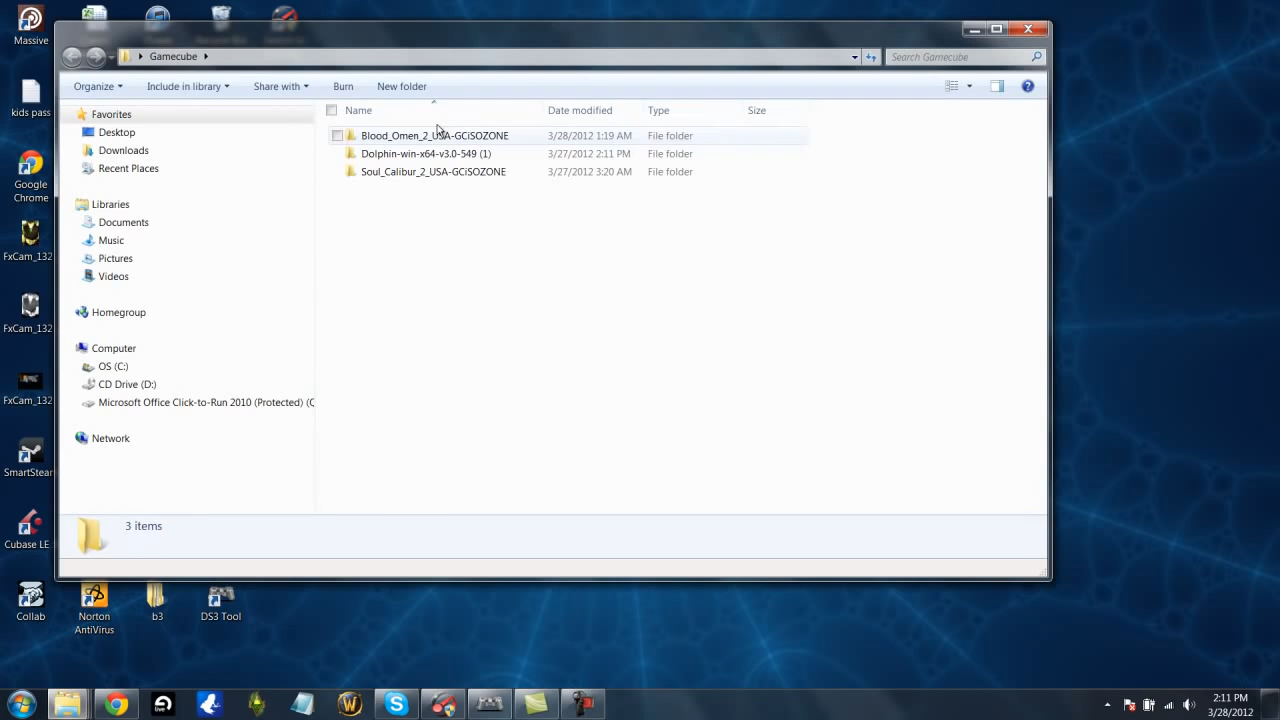 Massive
Gamecube
Search Gamecube
Organize
Include in library
Share with
Burn
New folder
Name
Date modified
Type
Size
Favorites
Desktop
Downloads
Recent Places
Blood_Omen_2_USA-GCiSOZONE 3/28/2012 1:19 AM File folder
Dolphin-win-x64-v3.0-549 (1) 3/27/2012 2:11 PM File folder
Soul_Calibur_2_USA-GCiSOZONE 3/27/2012 3:20 AM File folder
Libraries
Documents
Music
Pictures
Videos
Homegroup
Computer
OS (C:)
CD Drive (D:)
Microsoft Office Click-to-Run 2010 (Protected) (Q
Network
3 items
kids pass
Google
Chrome
FxCam_132
FxCam_132
FxCam_132
SmartStea
Cubase LE
Collab
Norton
AntiVirus
b3
DS3 Tool
live
2:11 PM
3/28/2012